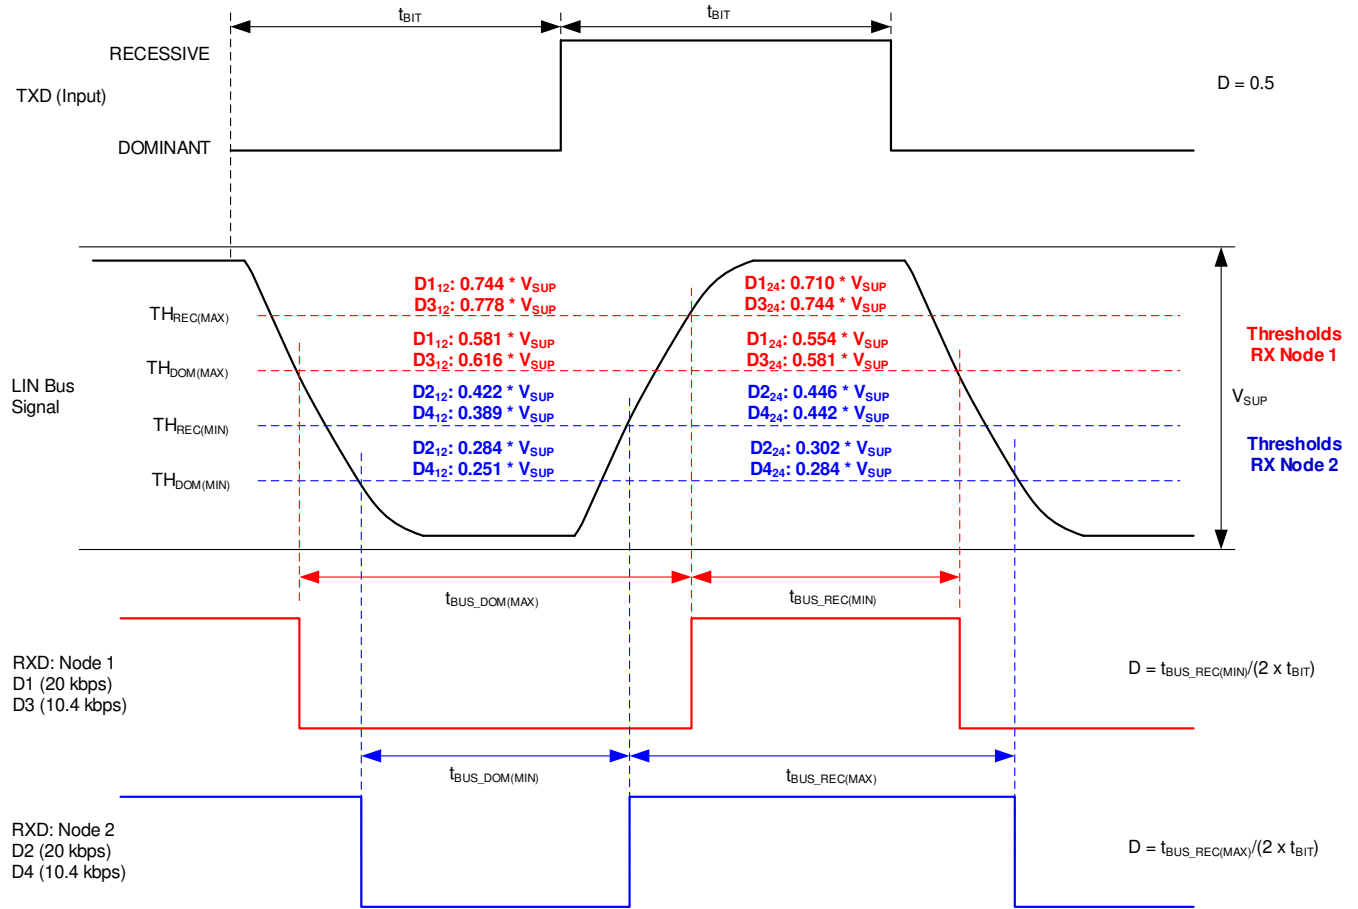 tBIT
tBIT
RECESSIVE
TXD (Input)
D = 0.5
DOMINANT
D112: 0.744 * VSUP
D312: 0.778 * VSUP
D124: 0.710 * VSUP
D324: 0.744 * VSUP
THREC(MAX)
D112: 0.581 * VSUP
D312: 0.616 * VSUP
D124: 0.554 * VSUP
D324: 0.581 * VSUP
Thresholds
RX Node 1
THDOM(MAX)
LIN Bus
Signal
D212: 0.422 * VSUP
D412: 0.389 * VSUP
D224: 0.446 * VSUP
D424: 0.442 * VSUP
VSUP
THREC(MIN)
D212: 0.284 * VSUP
D412: 0.251 * VSUP
D224: 0.302 * VSUP
D424: 0.284 * VSUP
Thresholds
RX Node 2
THDOM(MIN)
tBUS_DOM(MAX)
tBUS_REC(MIN)
RXD: Node 1
D1 (20 kbps)
D3 (10.4 kbps)
D = tBUS_REC(MIN)/(2 x tBIT)
tBUS_DOM(MIN)
tBUS_REC(MAX)
RXD: Node 2
D2 (20 kbps)
D4 (10.4 kbps)
D = tBUS_REC(MAX)/(2 x tBIT)